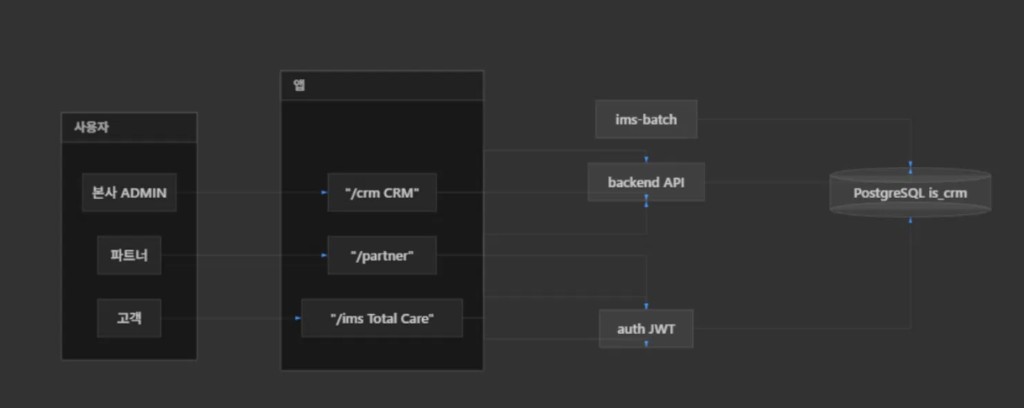 사용자
본사 ADMIN
파트너
고객
앱
"/crm CRM"
"/partner"
"/ims Total Care"
ims-batch
backend API
auth JWT
PostgreSQL is_crm